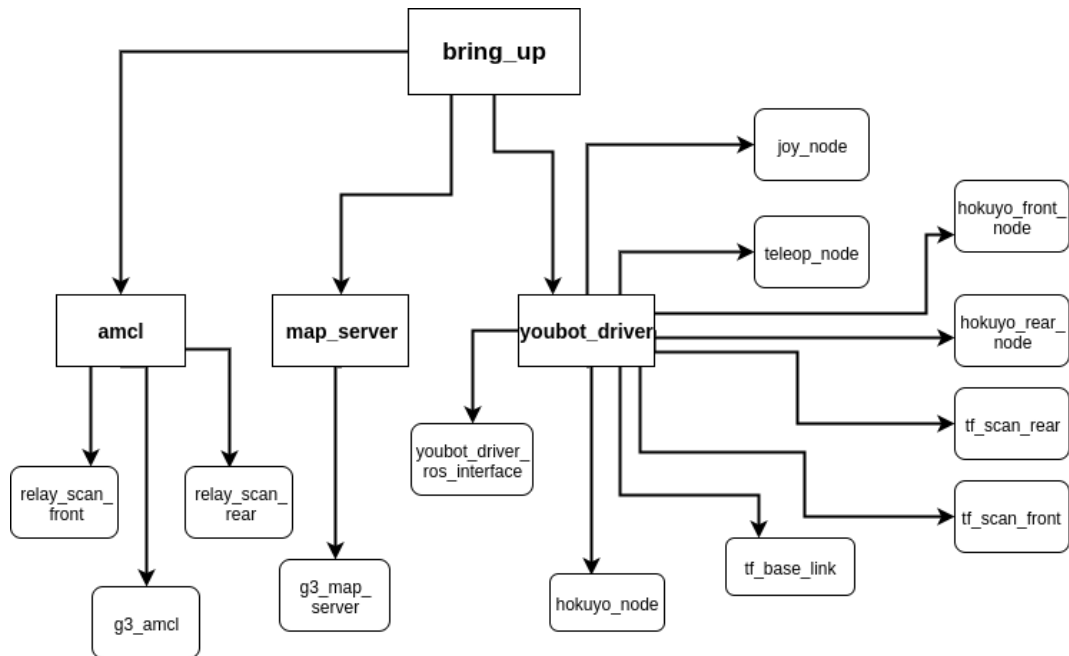 bring_up
joy_node
hokuyo_front_
node
teleop_node
amcl
map_server
youbot_driver
hokuyo_rear_
node
tf_scan_rear
youbot_driver_
ros_interface
relay_scan_
front
relay_scan_
rear
tf_scan_front
tf_base_link
g3_map_
server
hokuyo_node
g3_amcl